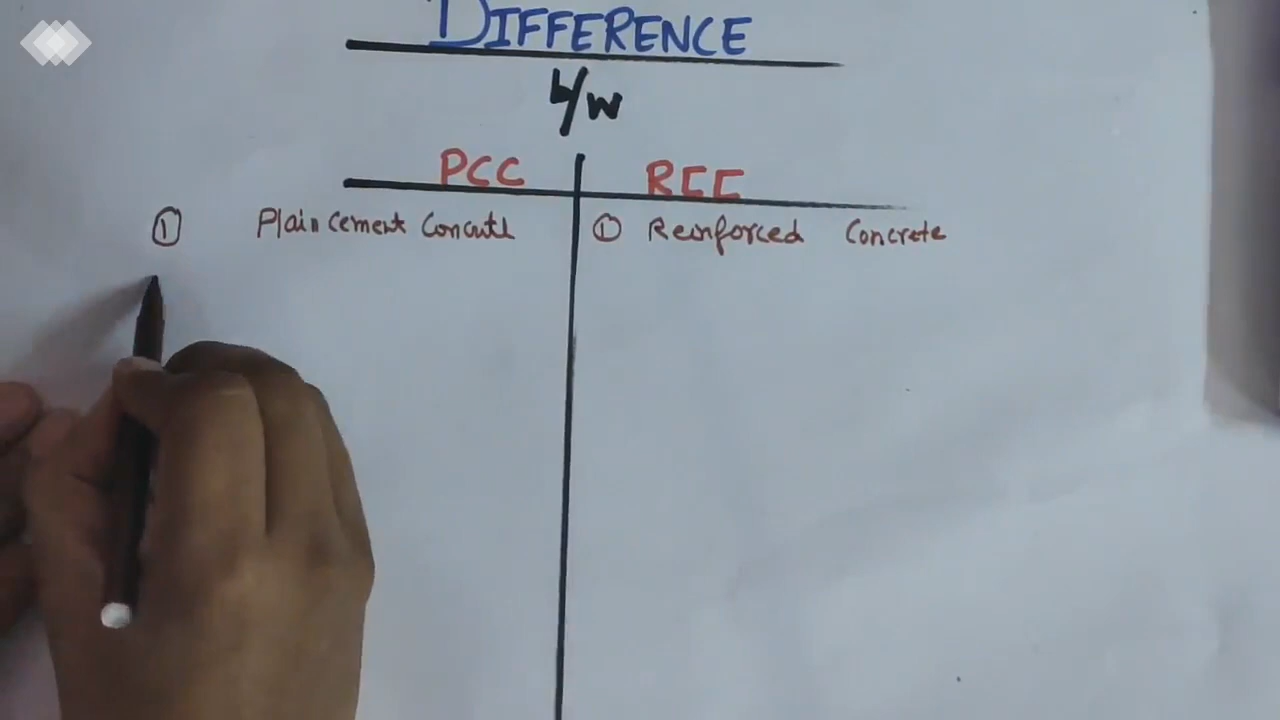 DIFFERENCE
b/w
PCC RCC
① Plain cement Concrete ① Reinforced Concrete